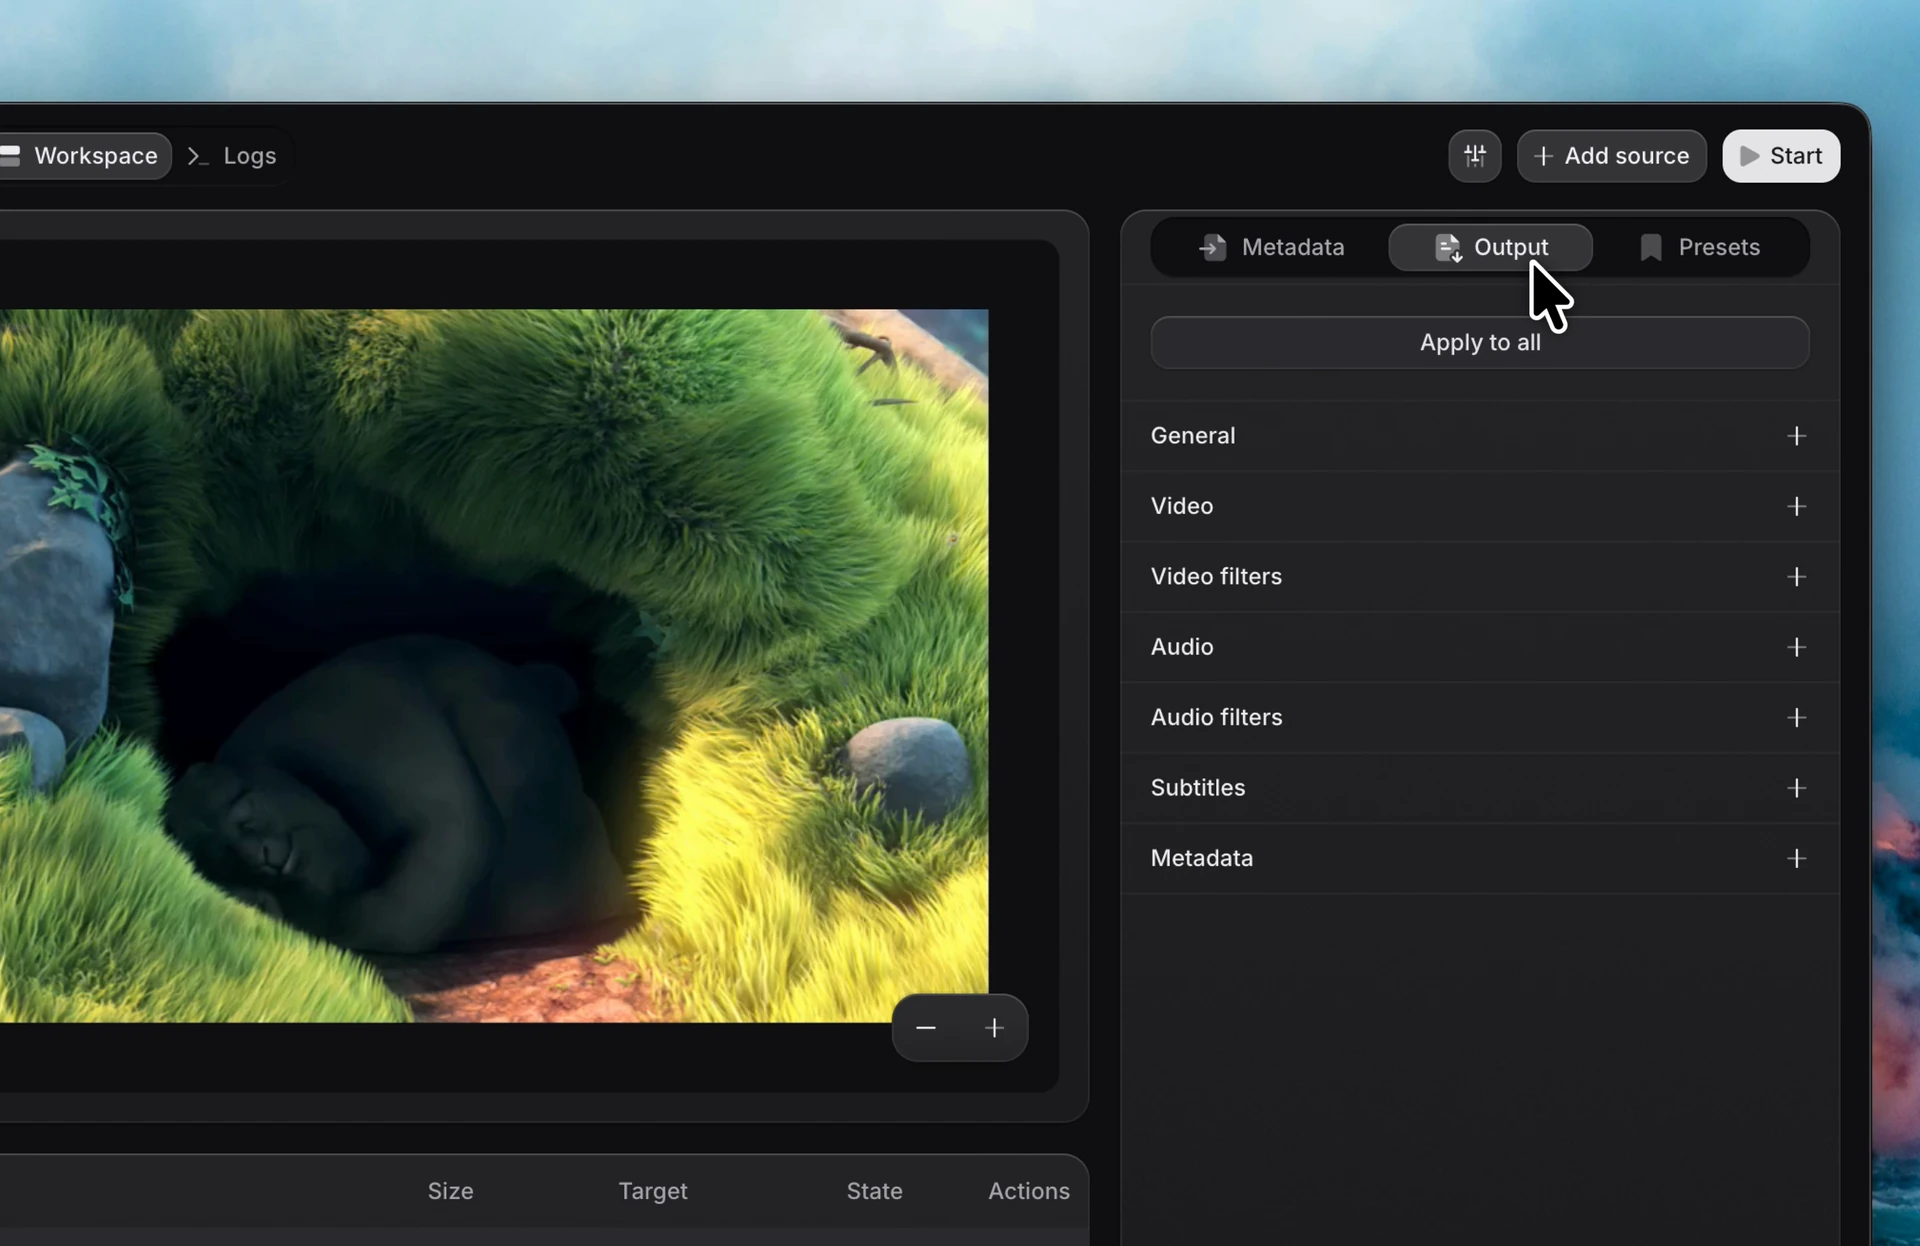 Workspace
Logs
Add source
Start
Metadata
Output
Presets
Apply to all
General
Video
Video filters
Audio
Audio filters
Subtitles
Metadata
Size
Target
State
Actions